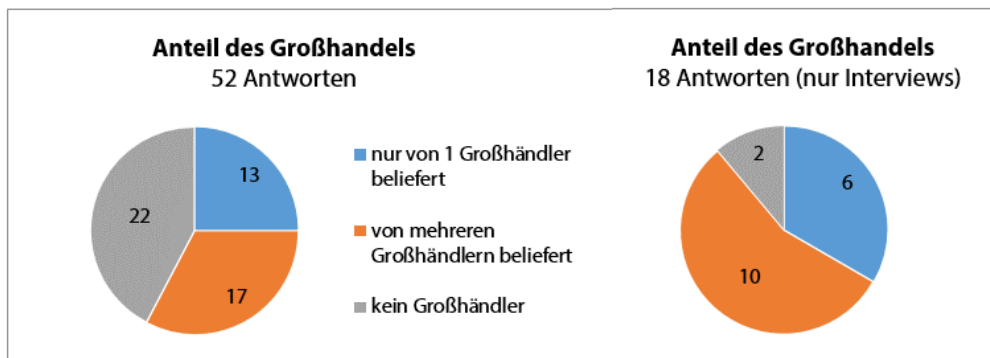 Anteil des Großhandels
52 Antworten
13
17
22
nur von 1 Großhändler
beliefert
von mehreren
Großhändlern beliefert
kein Großhändler
Anteil des Großhandels
18 Antworten (nur Interviews)
2
6
10